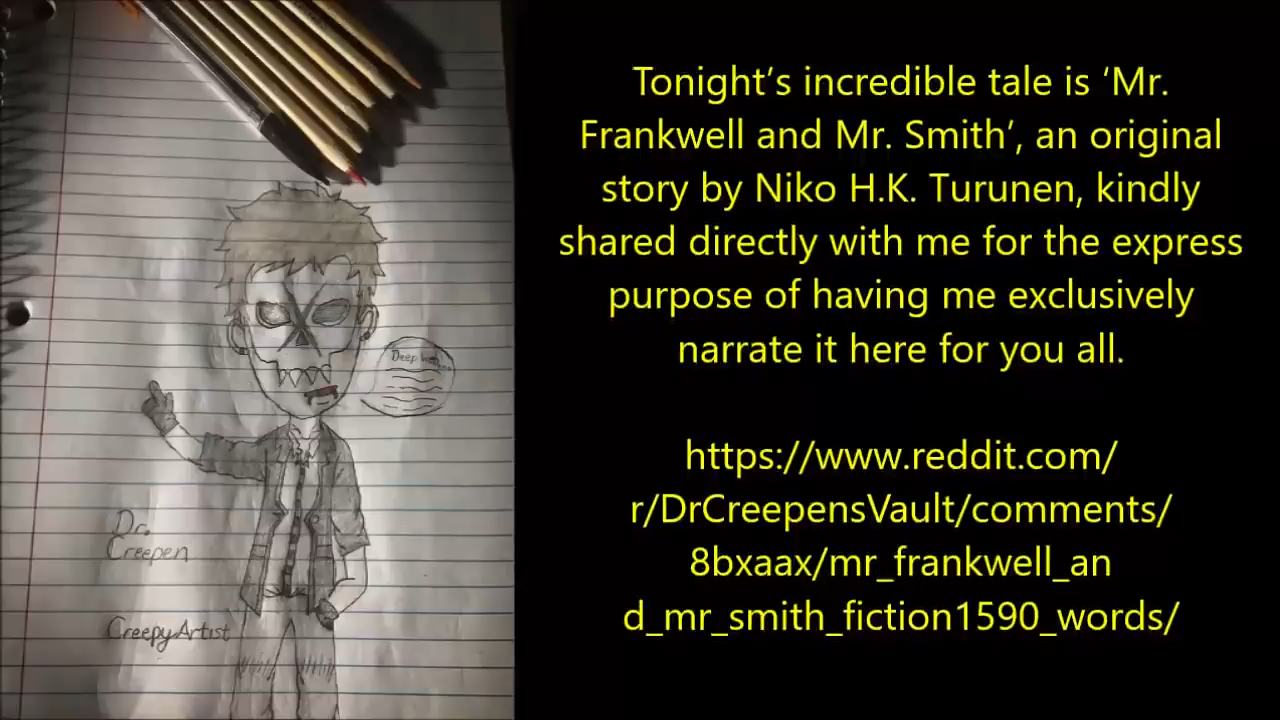 Tonight’s incredible tale is ‘Mr.
Frankwell and Mr. Smith’, an original
story by Niko H.K. Turunen, kindly
shared directly with me for the express
purpose of having me exclusively
narrate it here for you all.
https://www.reddit.com/
r/DrCreepensVault/comments/
8bxaax/mr_frankwell_an
d_mr_smith_fiction1590_words/
Deep
Dr.
Creepen
CreepyArtist